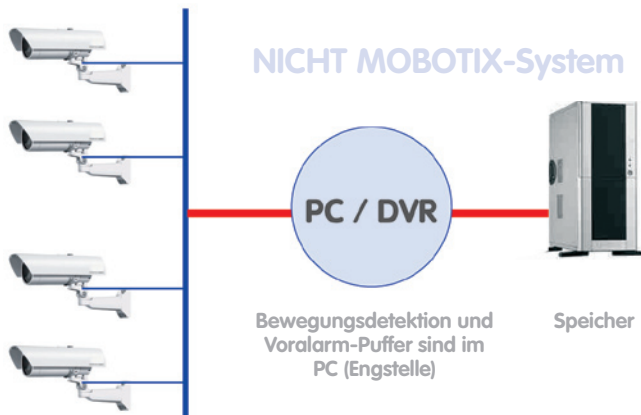 NICHT MOBOTIX-System
PC / DVR
Bewegungsdetektion und
Voralarm-Puffer sind im
PC (Engstelle)
Speicher